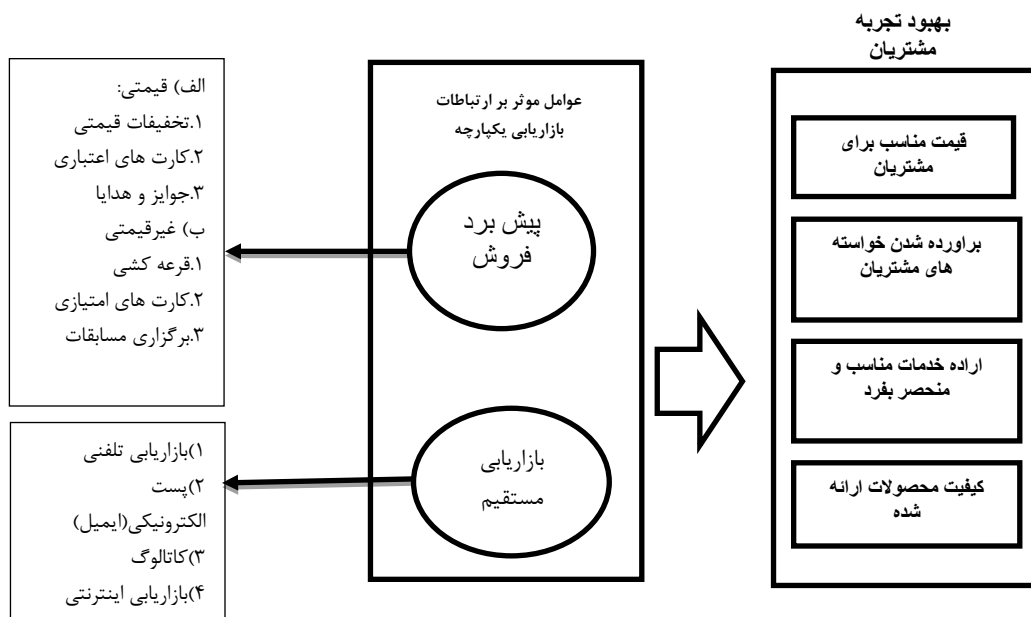 بهبود تجربه
مشتریان
قیمت مناسب برای
مشتریان
براورده شدن خواسته
های مشتریان
اراده خدمات مناسب و
منحصر بفرد
کیفیت محصولات ارائه
شده
عوامل موثر بر ارتباطات
بازاریابی یکپارچه
پیش برد
فروش
بازاریابی
مستقیم
الف) قیمتی:
۱.تخفیفات قیمتی
۲.کارت های اعتباری
۳.جوایز و هدایا
ب) غیرقیمتی
۱.قرعه کشی
۲.کارت های امتیازی
۳.برگزاری مسابقات
۱)بازاریابی تلفنی
۲)پست
الکترونیکی(ایمیل)
۳)کاتالوگ
۴)بازاریابی اینترنتی